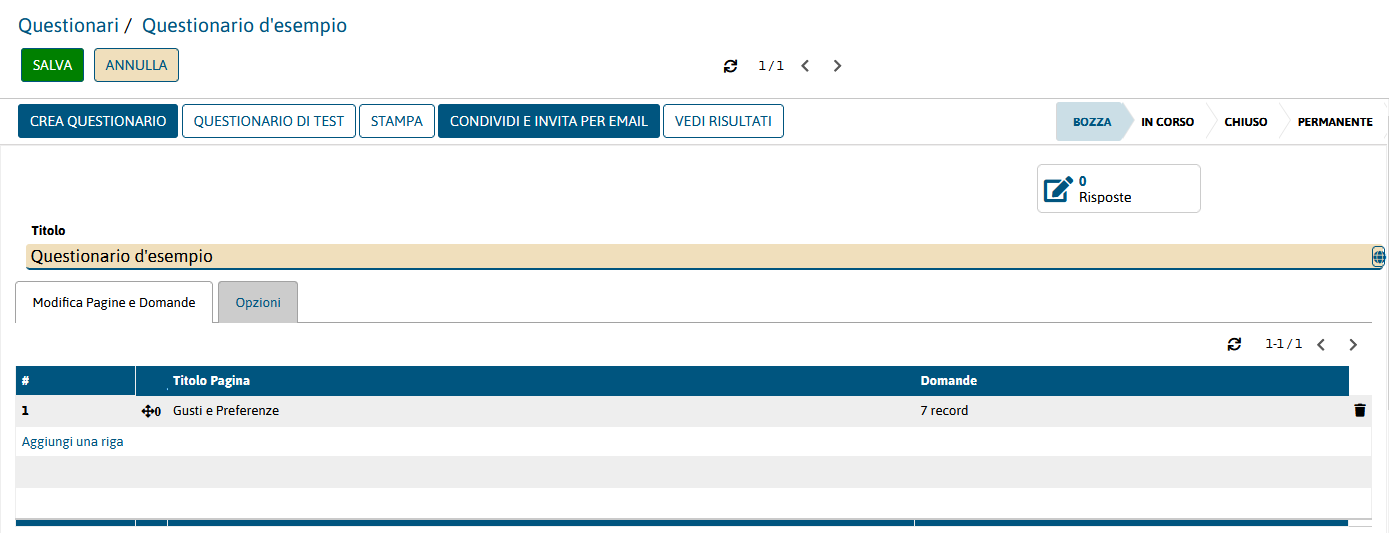 Questionari / Questionario d'esempio
SALVA ANNULLA 1 / 1
CREA QUESTIONARIO QUESTIONARIO DI TEST STAMPA CONDIVIDI E INVITA PER EMAIL VEDI RISULTATI BOZZA IN CORSO CHIUSO PERMANENTE
0
Risposte
Titolo
Questionario d'esempio
Modifica Pagine e Domande Opzioni
1-1 / 1
# Titolo Pagina Domande
1 0 Gusti e Preferenze 7 record
Aggiungi una riga